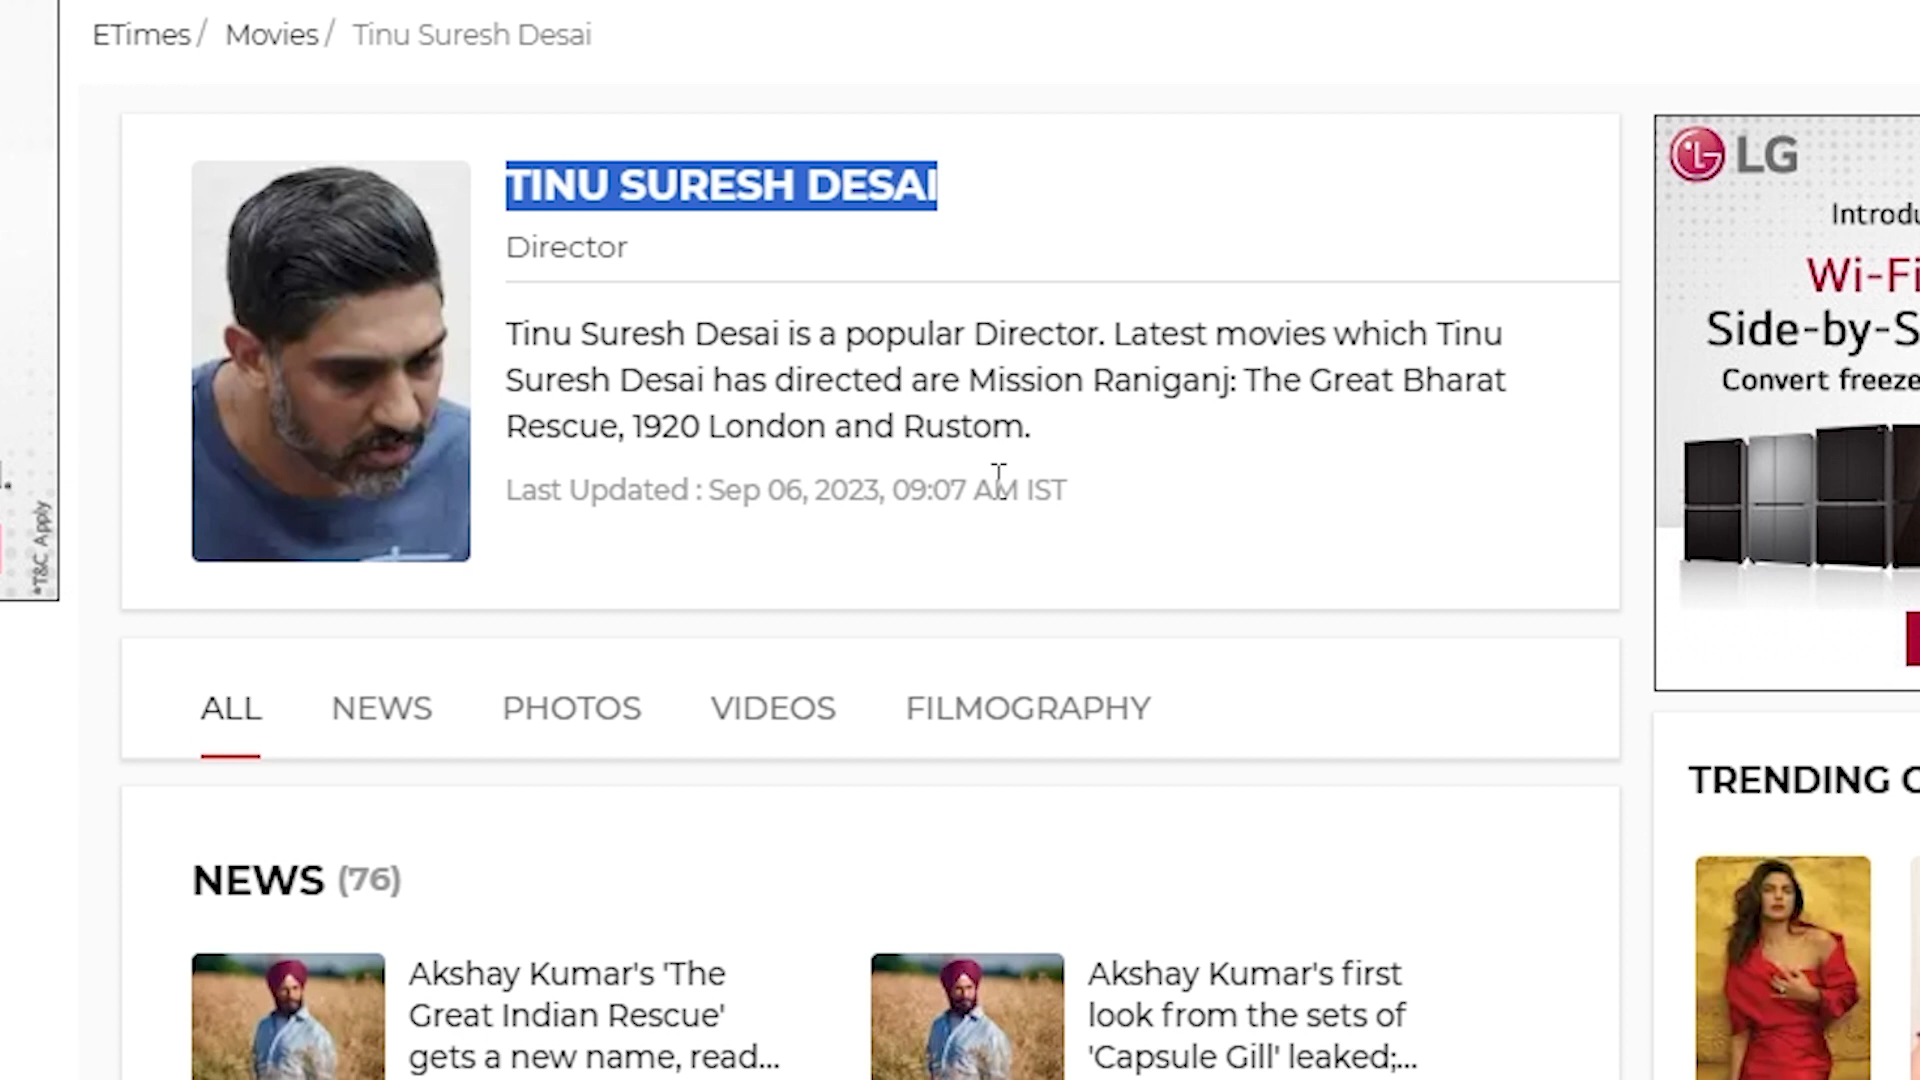 ETimes / Movies / Tinu Suresh Desai
TINU SURESH DESAI
Director
Tinu Suresh Desai is a popular Director. Latest movies which Tinu
Suresh Desai has directed are Mission Raniganj: The Great Bharat
Rescue, 1920 London and Rustom.
Last Updated : Sep 06, 2023, 09:07 AM IST
ALL NEWS PHOTOS VIDEOS FILMOGRAPHY
NEWS (76)
Akshay Kumar's 'The
Great Indian Rescue'
gets a new name, read...
Akshay Kumar's first
look from the sets of
'Capsule Gill' leaked;...
*T&C Apply
LG
Introdu
Wi-Fi
Side-by-S
Convert freeze
TRENDING